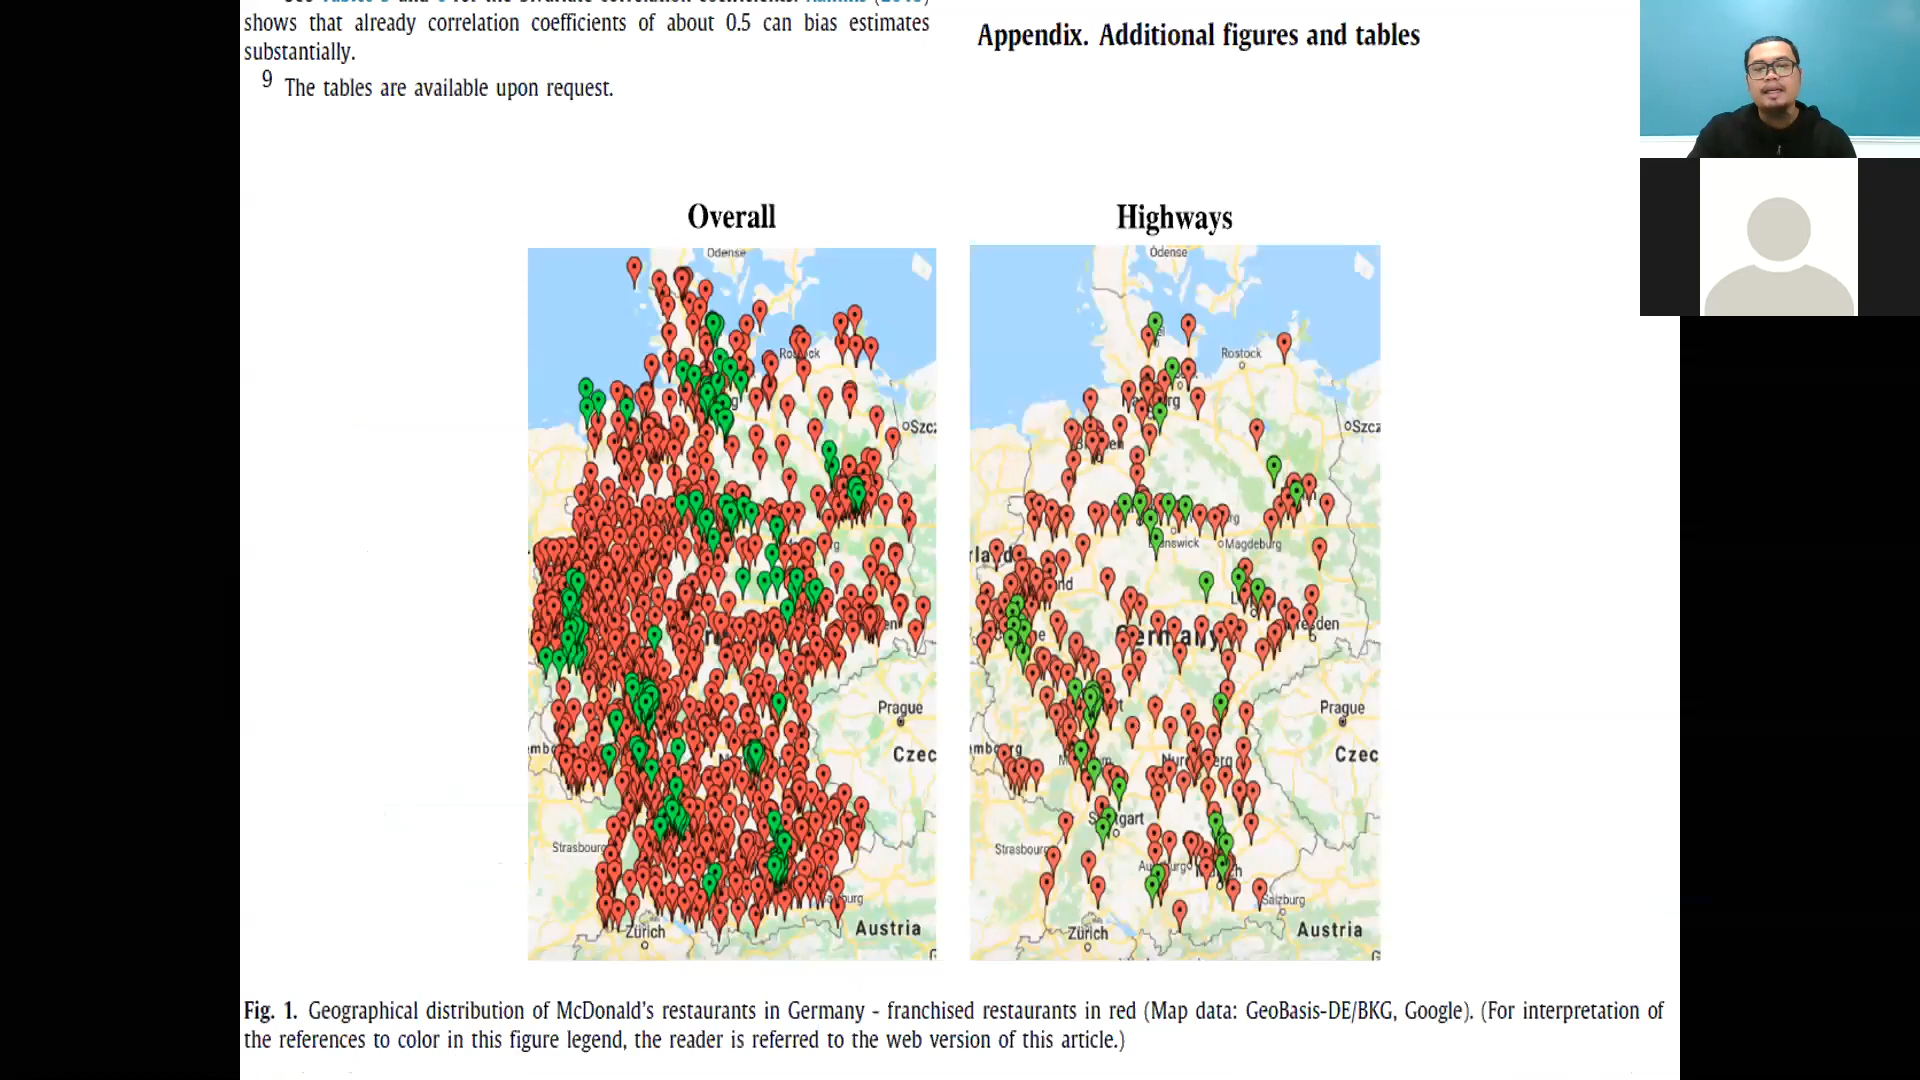 shows that already correlation coefficients of about 0.5 can bias estimates
substantially.
9 The tables are available upon request.
Appendix. Additional figures and tables
Overall
Highways
Odense
Odense
Rostock
Rostock
Szcz
Szcz
Magdeburg
Germany
Prague
Prague
Czec
Czec
Strasbourg
Strasbourg
Salzburg
Zürich
Zürich
Austria
Austria
Fig. 1. Geographical distribution of McDonald's restaurants in Germany - franchised restaurants in red (Map data: GeoBasis-DE/BKG, Google). (For interpretation of
the references to color in this figure legend, the reader is referred to the web version of this article.)